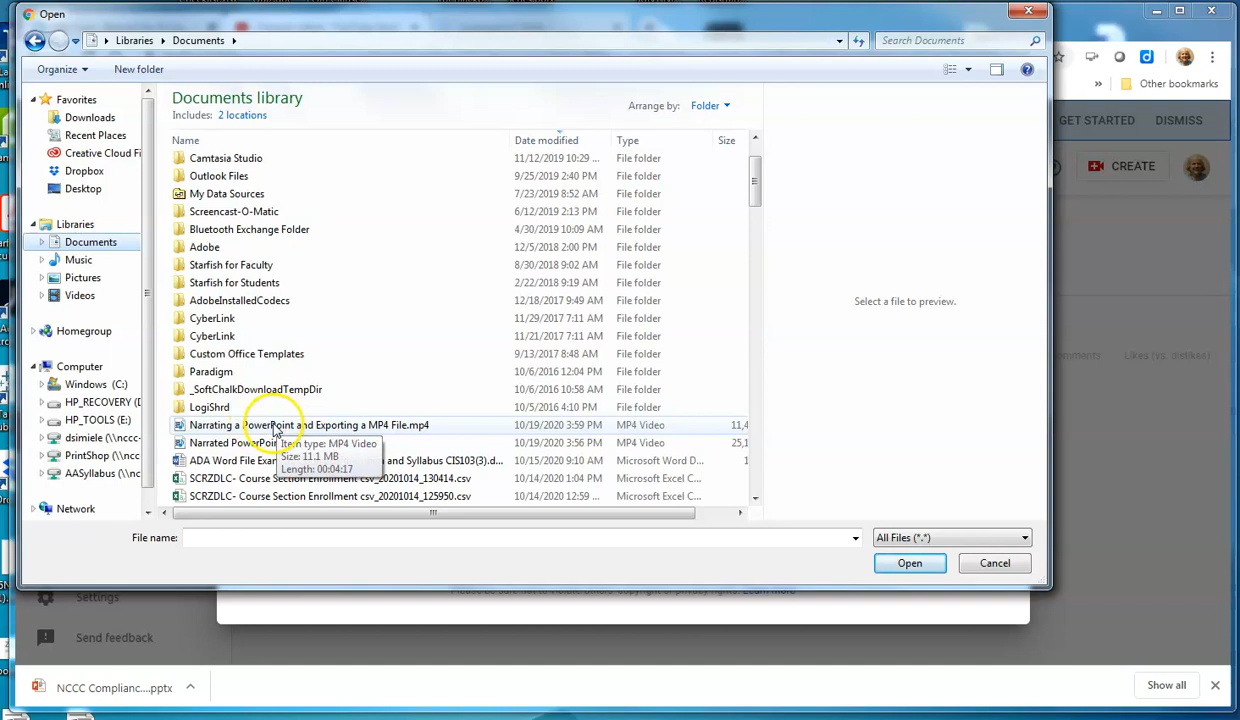 Open
Libraries Documents
Search Documents
Organize
New folder
Documents library
Includes: 2 locations
Arrange by: Folder
Name Date modified Type Size
Camtasia Studio 11/12/2019 10:29 ... File folder
Outlook Files 9/25/2019 2:40 PM File folder
My Data Sources 7/23/2019 8:52 AM File folder
Screencast-O-Matic 6/12/2019 2:13 PM File folder
Bluetooth Exchange Folder 4/30/2019 10:09 AM File folder
Adobe 12/5/2018 2:00 PM File folder
Starfish for Faculty 8/30/2018 9:02 AM File folder
Starfish for Students 2/22/2018 9:19 AM File folder
AdobeInstalledCodecs 12/18/2017 9:49 AM File folder
CyberLink 11/29/2017 7:11 AM File folder
CyberLink 11/21/2017 7:11 AM File folder
Custom Office Templates 9/13/2017 8:48 AM File folder
Paradigm 10/6/2016 12:04 PM File folder
_SoftChalkDownloadTempDir 10/6/2016 10:58 AM File folder
LogiShrd 10/5/2016 4:10 PM File folder
Narrating a PowerPoint and Exporting a MP4 File.mp4 10/19/2020 3:59 PM MP4 Video 11,4
Narrated PowerPoin 10/19/2020 3:56 PM MP4 Video 25,1
ADA Word File Exa and Syllabus CIS103(3).d... 10/15/2020 9:10 AM Microsoft Word D...
SCRZDLC- Course Section Enrollment csv_20201014_130414.csv 10/14/2020 1:04 PM Microsoft Excel C...
SCRZDLC- Course Section Enrollment csv_20201014_125950.csv 10/14/2020 12:59 ... Microsoft Excel C...
Item type: MP4 Video
Size: 11.1 MB
Length: 00:04:17
Favorites
Downloads
Recent Places
Creative Cloud Fi
Dropbox
Desktop
Libraries
Documents
Music
Pictures
Videos
Homegroup
Computer
Windows (C:)
HP_RECOVERY (D
HP_TOOLS (E:)
dsimiele (\\nccc-
PrintShop (\\nccc
AASyllabus (\\nc
Network
Select a file to preview.
File name:
All Files (*.*)
Open
Cancel
Other bookmarks
GET STARTED DISMISS
CREATE
omments Likes (vs. dislikes)
Learn more
Settings
Send feedback
NCCC Complianc....pptx
Show all